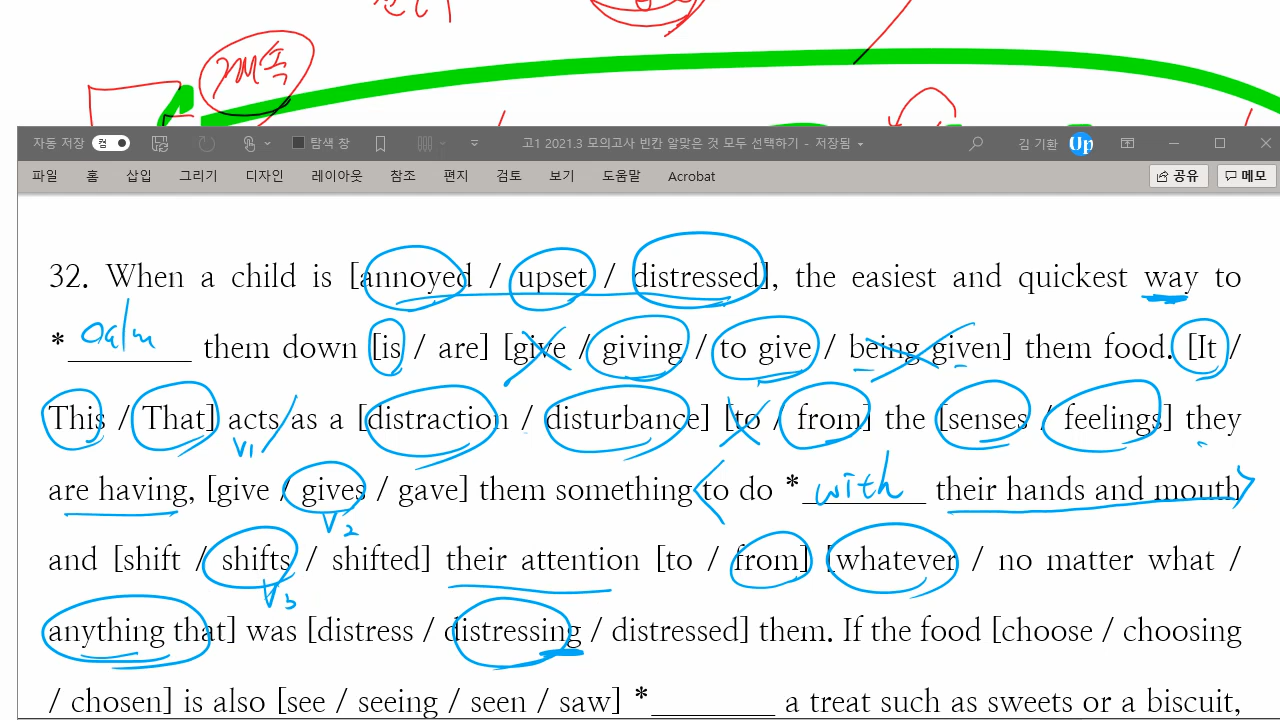 계속
자동 저장 컴 탐색 창 고1 2021.3 모의고사 빈칸 알맞은 것 모두 선택하기 - 저장됨 김 기환 Up
파일 홈 삽입 그리기 디자인 레이아웃 참조 편지 검토 보기 도움말 Acrobat 공유 메모
32. When a child is [annoyed / upset / distressed], the easiest and quickest way to
*calm them down [is / are] [give / giving / to give / being given] them food. [It /
This / That] acts as a [distraction / disturbance] [to / from] the [senses / feelings] they
V1
are having, [give / gives / gave] them something to do *with their hands and mouth
V2
and [shift / shifts / shifted] their attention [to / from] [whatever / no matter what /
V3
anything that] was [distress / distressing / distressed] them. If the food [choose / choosing
/ chosen] is also [see / seeing / seen / saw] *________ a treat such as sweets or a biscuit,